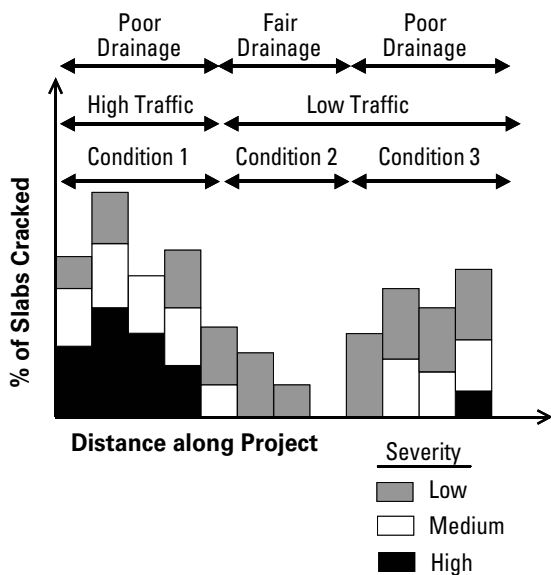 Poor
Drainage
Fair
Drainage
Poor
Drainage
High Traffic
Low Traffic
Condition 1
Condition 2
Condition 3
% of Slabs Cracked
Distance along Project
Severity
Low
Medium
High